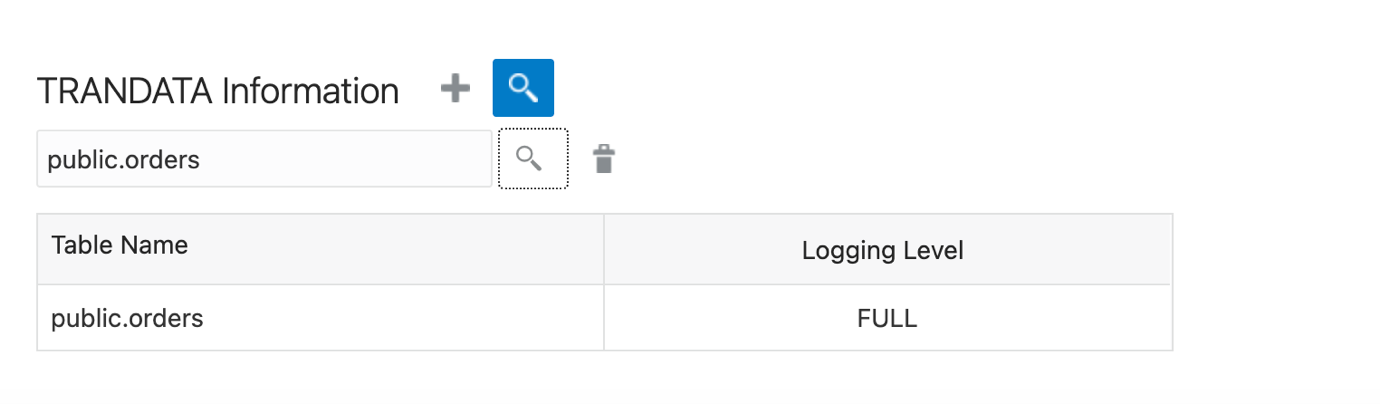 TRANDATA Information
public.orders
Table Name Logging Level
public.orders FULL